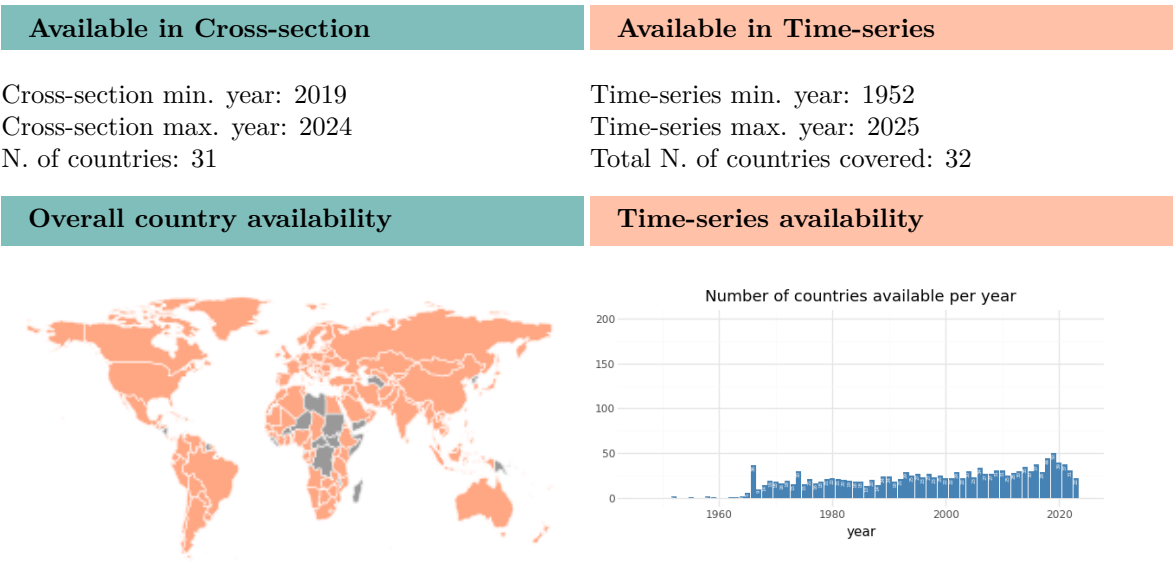 Available in Cross-section
Available in Time-series
Cross-section min. year: 2019
Cross-section max. year: 2024
N. of countries: 31
Time-series min. year: 1952
Time-series max. year: 2025
Total N. of countries covered: 32
Overall country availability
Time-series availability
Number of countries available per year
200
150
100
50
0
1960
1980
2000
2020
year